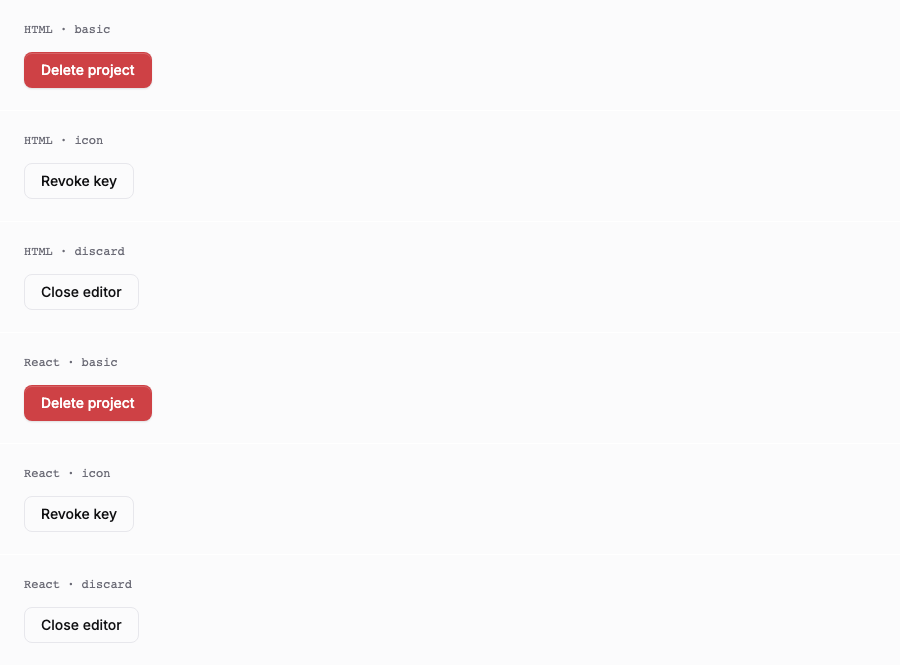 HTML · basic
Delete project
HTML · icon
Revoke key
HTML · discard
Close editor
React · basic
Delete project
React · icon
Revoke key
React · discard
Close editor